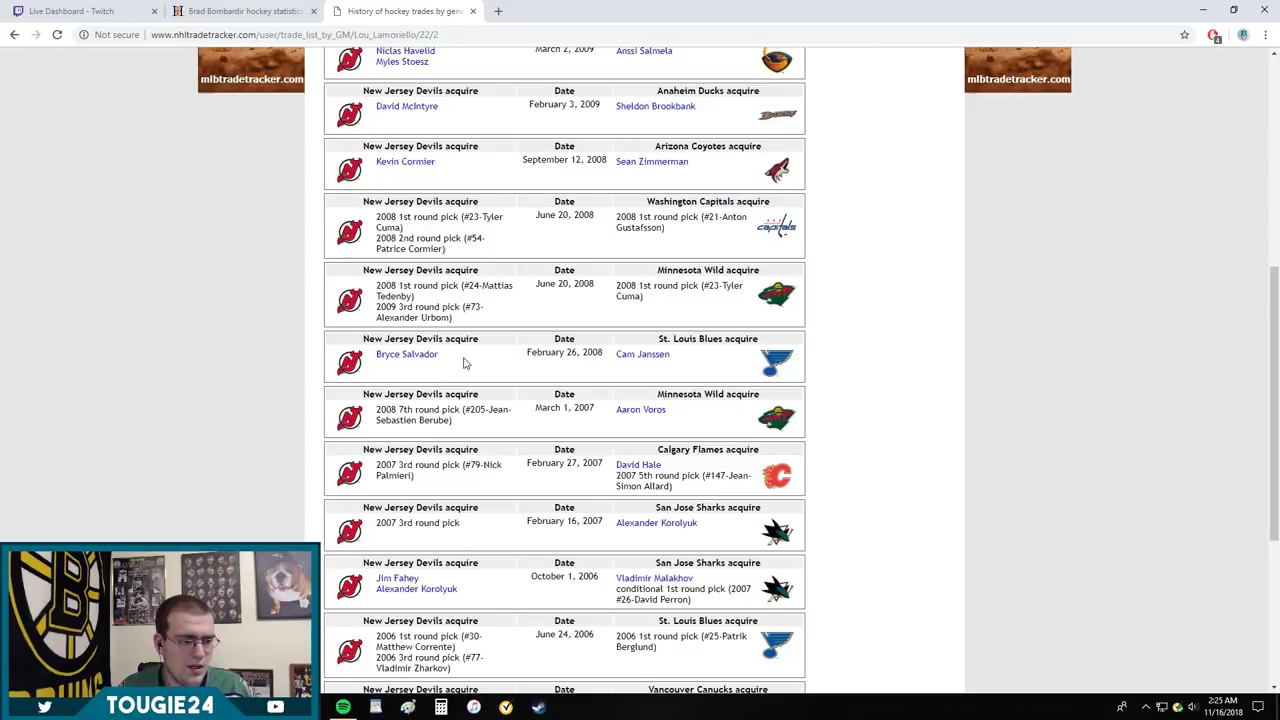 Live Dashboard - Twitch
Brad Bombardir hockey statistics
History of hockey trades by gene
Not secure www.nhltradetracker.com/user/trade_list_by_GM/Lou_Lamoriello/22/2
mlbtradetracker.com
mlbtradetracker.com
Niclas Havelid
Myles Stoesz
March 2, 2009
Anssi Salmela
New Jersey Devils acquire Date Anaheim Ducks acquire
David McIntyre February 3, 2009 Sheldon Brookbank
New Jersey Devils acquire Date Arizona Coyotes acquire
Kevin Cormier September 12, 2008 Sean Zimmerman
New Jersey Devils acquire Date Washington Capitals acquire
2008 1st round pick (#23-Tyler
Cuma)
2008 2nd round pick (#54-
Patrice Cormier)
June 20, 2008
2008 1st round pick (#21-Anton
Gustafsson)
New Jersey Devils acquire Date Minnesota Wild acquire
2008 1st round pick (#24-Mattias
Tedenby)
2009 3rd round pick (#73-
Alexander Urbom)
June 20, 2008
2008 1st round pick (#23-Tyler
Cuma)
New Jersey Devils acquire Date St. Louis Blues acquire
Bryce Salvador February 26, 2008 Cam Janssen
New Jersey Devils acquire Date Minnesota Wild acquire
2008 7th round pick (#205-Jean-
Sebastien Berube)
March 1, 2007
Aaron Voros
New Jersey Devils acquire Date Calgary Flames acquire
2007 3rd round pick (#79-Nick
Palmieri)
February 27, 2007
David Hale
2007 5th round pick (#147-Jean-
Simon Allard)
New Jersey Devils acquire Date San Jose Sharks acquire
2007 3rd round pick February 16, 2007 Alexander Korolyuk
New Jersey Devils acquire Date San Jose Sharks acquire
Jim Fahey
Alexander Korolyuk
October 1, 2006
Vladimir Malakhov
conditional 1st round pick (2007
#26-David Perron)
New Jersey Devils acquire Date St. Louis Blues acquire
2006 1st round pick (#30-
Matthew Corrente)
2006 3rd round pick (#77-
Vladimir Zharkov)
June 24, 2006
2006 1st round pick (#25-Patrik
Berglund)
New Jersey Devils acquire Date Vancouver Canucks acquire
TOUGIE24
2:25 AM
11/16/2018